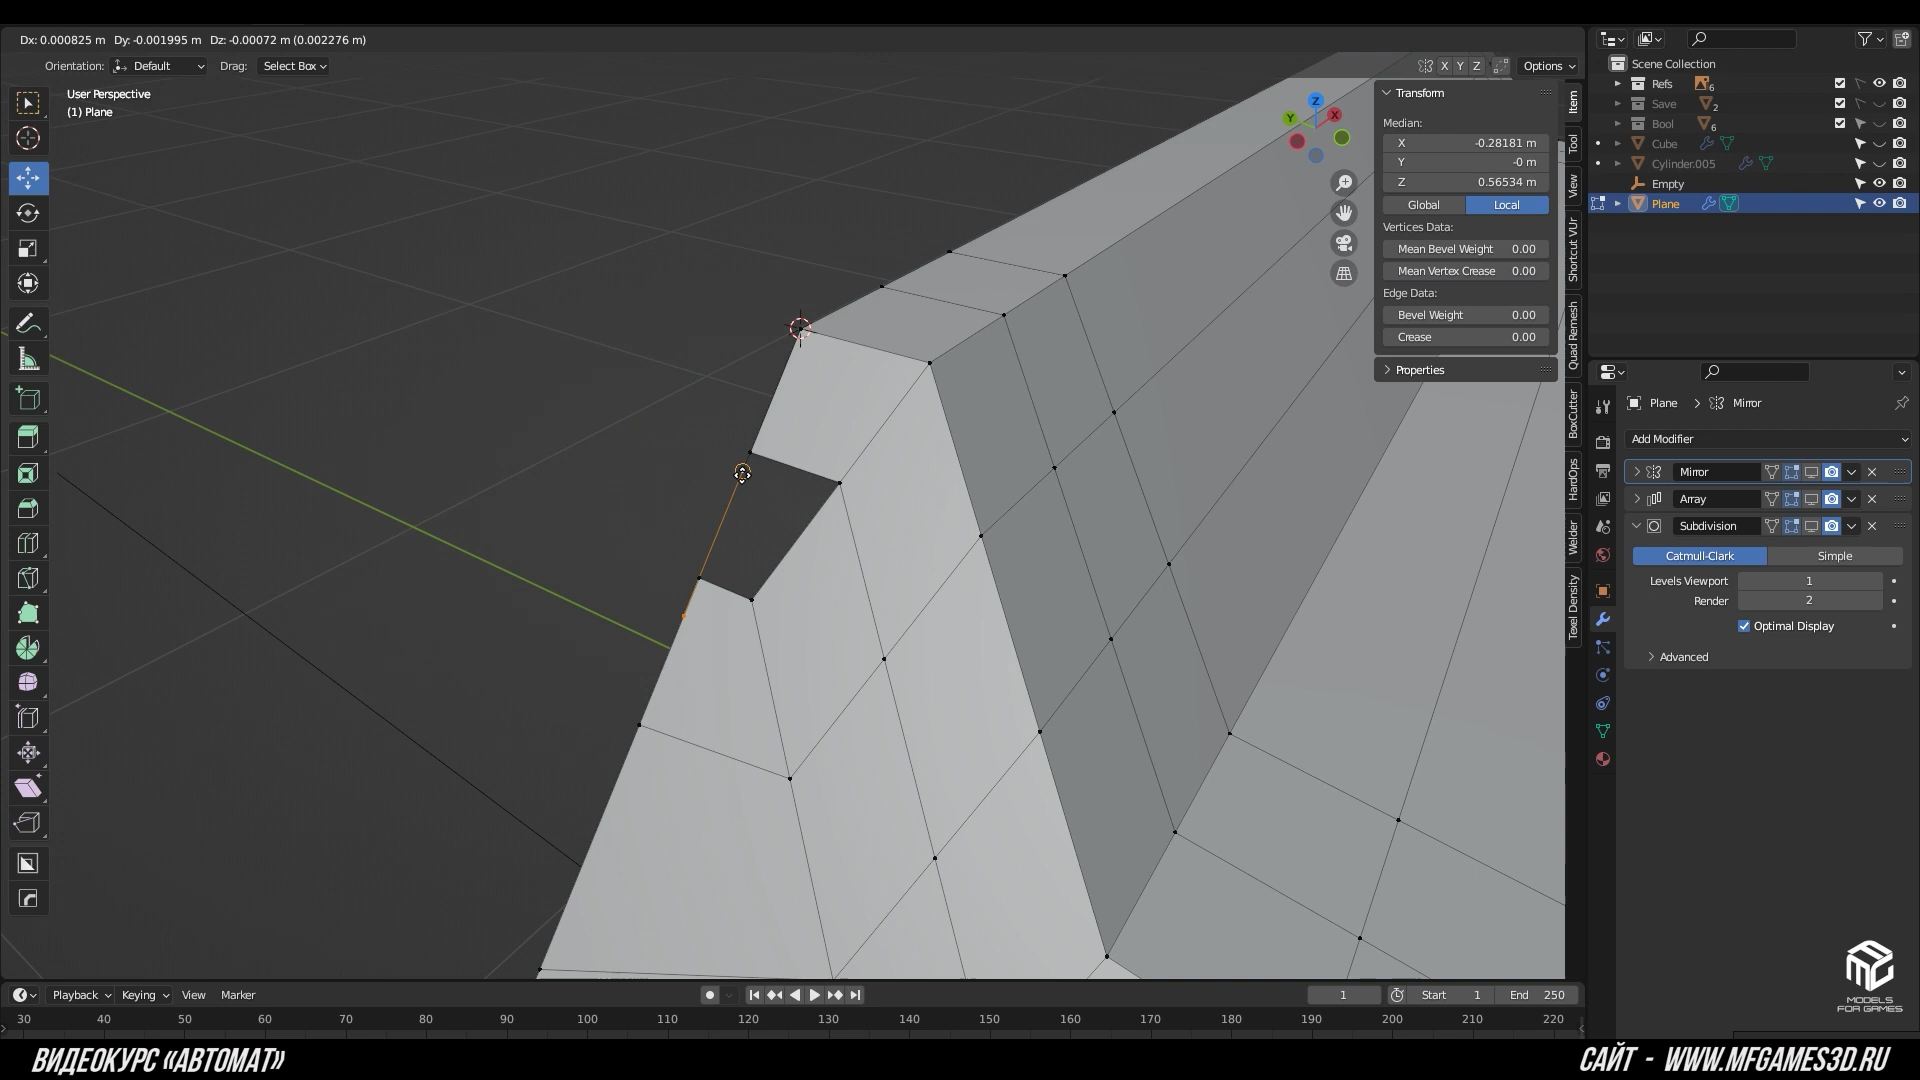 Dx: 0.000825 m   Dy: -0.001995 m   Dz: -0.00072 m (0.002276 m)
Orientation: Default Drag: Select Box
X Y Z Options
User Perspective
(1) Plane
Z
Y X
Transform
Median:
X -0.28181 m
Y -0 m
Z 0.56534 m
Global Local
Vertices Data:
Mean Bevel Weight 0.00
Mean Vertex Crease 0.00
Edge Data:
Bevel Weight 0.00
Crease 0.00
Properties
Item
Tool
View
Shortcut VUr
Quad Remesh
BoxCutter
HardOps
Welder
Texel Density
Scene Collection
Refs 6
Save 2
Bool 6
Cube
Cylinder.005
Empty
Plane
Plane > Mirror
Add Modifier
Mirror
Array
Subdivision
Catmull-Clark Simple
Levels Viewport 1
Render 2
Optimal Display
Advanced
MODELS
FOR GAMES
Playback Keying View Marker
1 Start 1 End 250
30 40 50 60 70 80 90 100 110 120 130 140 150 160 170 180 190 200 210 220
ВИДЕОКУРС «АВТОМАТ»
САЙТ - WWW.MFGAMES3D.RU